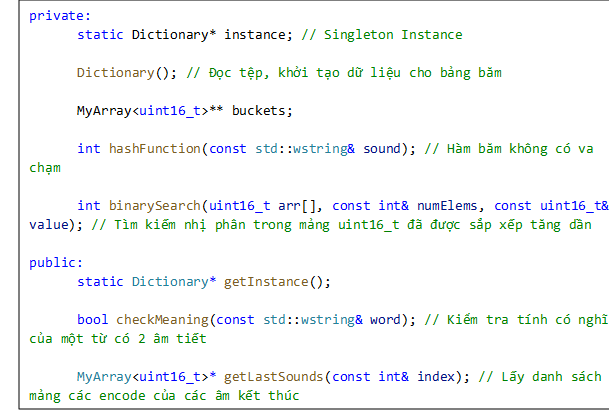 private:
static Dictionary* instance; // Singleton Instance
Dictionary(); // Đọc tệp, khởi tạo dữ liệu cho bảng băm
MyArray<uint16_t>** buckets;
int hashFunction(const std::wstring& sound); // Hàm băm không có va
chạm
int binarySearch(uint16_t arr[], const int& numElems, const uint16_t&
value); // Tìm kiếm nhị phân trong mảng uint16_t đã được sắp xếp tăng dần
public:
static Dictionary* getInstance();
bool checkMeaning(const std::wstring& word); // Kiểm tra tính có nghĩ
của một từ có 2 âm tiết
MyArray<uint16_t>* getLastSounds(const int& index); // Lấy danh sách
mảng các encode của các âm kết thúc